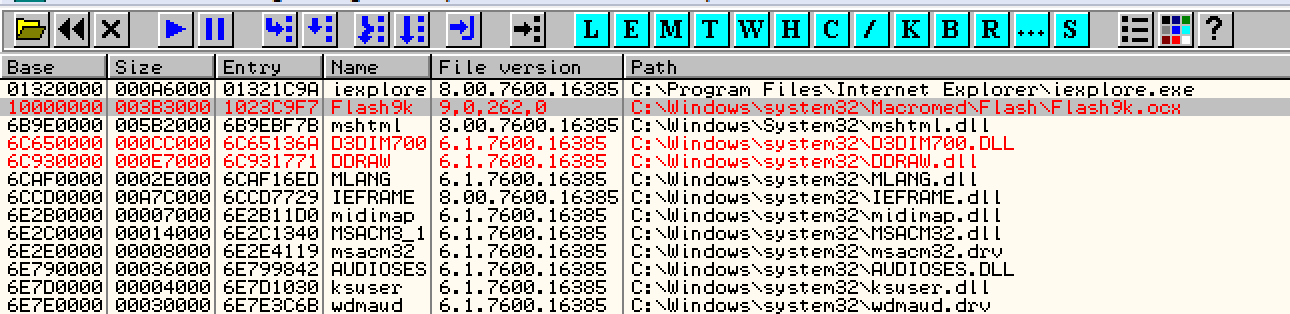 L E M T W H C / K B R ... S ?
Base Size Entry Name File version Path
01320000 000A6000 01321C9A iexplore 8.00.7600.16385 C:\Program Files\Internet Explorer\iexplore.exe
10000000 003B3000 1023C9F7 Flash9k 9,0,262,0 C:\Windows\system32\Macromed\Flash\Flash9k.ocx
6B9E0000 005B2000 6B9EBF7B mshtml 8.00.7600.16385 C:\Windows\System32\mshtml.dll
6C650000 000CC000 6C65136A D3DIM700 6.1.7600.16385 C:\Windows\system32\D3DIM700.DLL
6C930000 000E7000 6C931771 DDRAW 6.1.7600.16385 C:\Windows\system32\DDRAW.dll
6CAF0000 0002E000 6CAF16ED MLANG 6.1.7600.16385 C:\Windows\system32\MLANG.dll
6CCD0000 00A7C000 6CCD7729 IEFRAME 8.00.7600.16385 C:\Windows\system32\IEFRAME.dll
6E2B0000 00007000 6E2B11D0 midimap 6.1.7600.16385 C:\Windows\system32\midimap.dll
6E2C0000 00014000 6E2C1340 MSACM3_1 6.1.7600.16385 C:\Windows\system32\MSACM32.dll
6E2E0000 00008000 6E2E4119 msacm32 6.1.7600.16385 C:\Windows\system32\msacm32.drv
6E790000 00036000 6E799842 AUDIOSES 6.1.7600.16385 C:\Windows\system32\AUDIOSES.DLL
6E7D0000 00004000 6E7D1030 ksuser 6.1.7600.16385 C:\Windows\system32\ksuser.dll
6E7E0000 00030000 6E7E3C6B wdmaud 6.1.7600.16385 C:\Windows\system32\wdmaud.drv